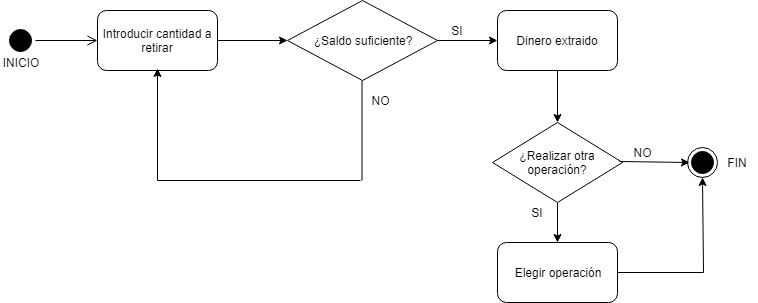 INICIO
Introducir cantidad a
retirar
¿Saldo suficiente?
SI
NO
Dinero extraido
¿Realizar otra
operación?
NO
FIN
SI
Elegir operación